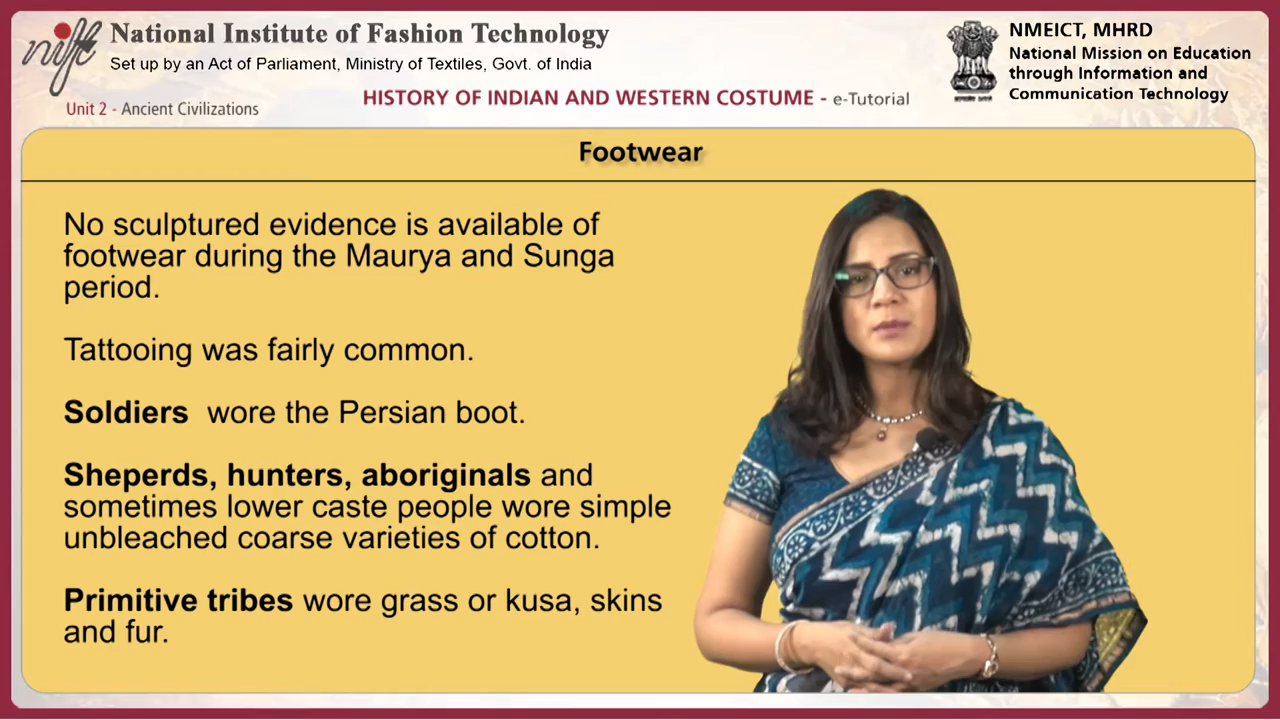 nift
National Institute of Fashion Technology
Set up by an Act of Parliament, Ministry of Textiles, Govt. of India
NMEICT, MHRD
National Mission on Education
through Information and
Communication Technology
Unit 2 - Ancient Civilizations
HISTORY OF INDIAN AND WESTERN COSTUME - e-Tutorial
Footwear
No sculptured evidence is available of
footwear during the Maurya and Sunga
period.
Tattooing was fairly common.
Soldiers wore the Persian boot.
Sheperds, hunters, aboriginals and
sometimes lower caste people wore simple
unbleached coarse varieties of cotton.
Primitive tribes wore grass or kusa, skins
and fur.